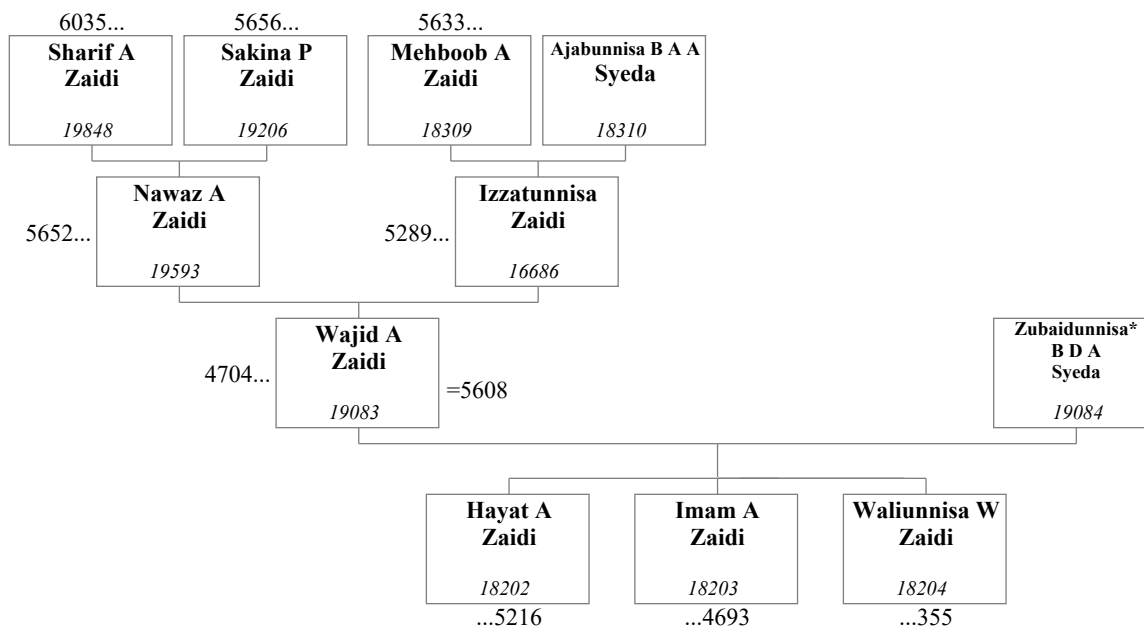 6035...
5656...
5633...
Sharif A
Zaidi
19848
Sakina P
Zaidi
19206
Mehboob A
Zaidi
18309
Ajabunnisa B A A
Syeda
18310
5652...
Nawaz A
Zaidi
19593
5289...
Izzatunnisa
Zaidi
16686
4704...
Wajid A
Zaidi
19083
=5608
Zubaidunnisa*
B D A
Syeda
19084
Hayat A
Zaidi
18202
...5216
Imam A
Zaidi
18203
...4693
Waliunnisa W
Zaidi
18204
...355